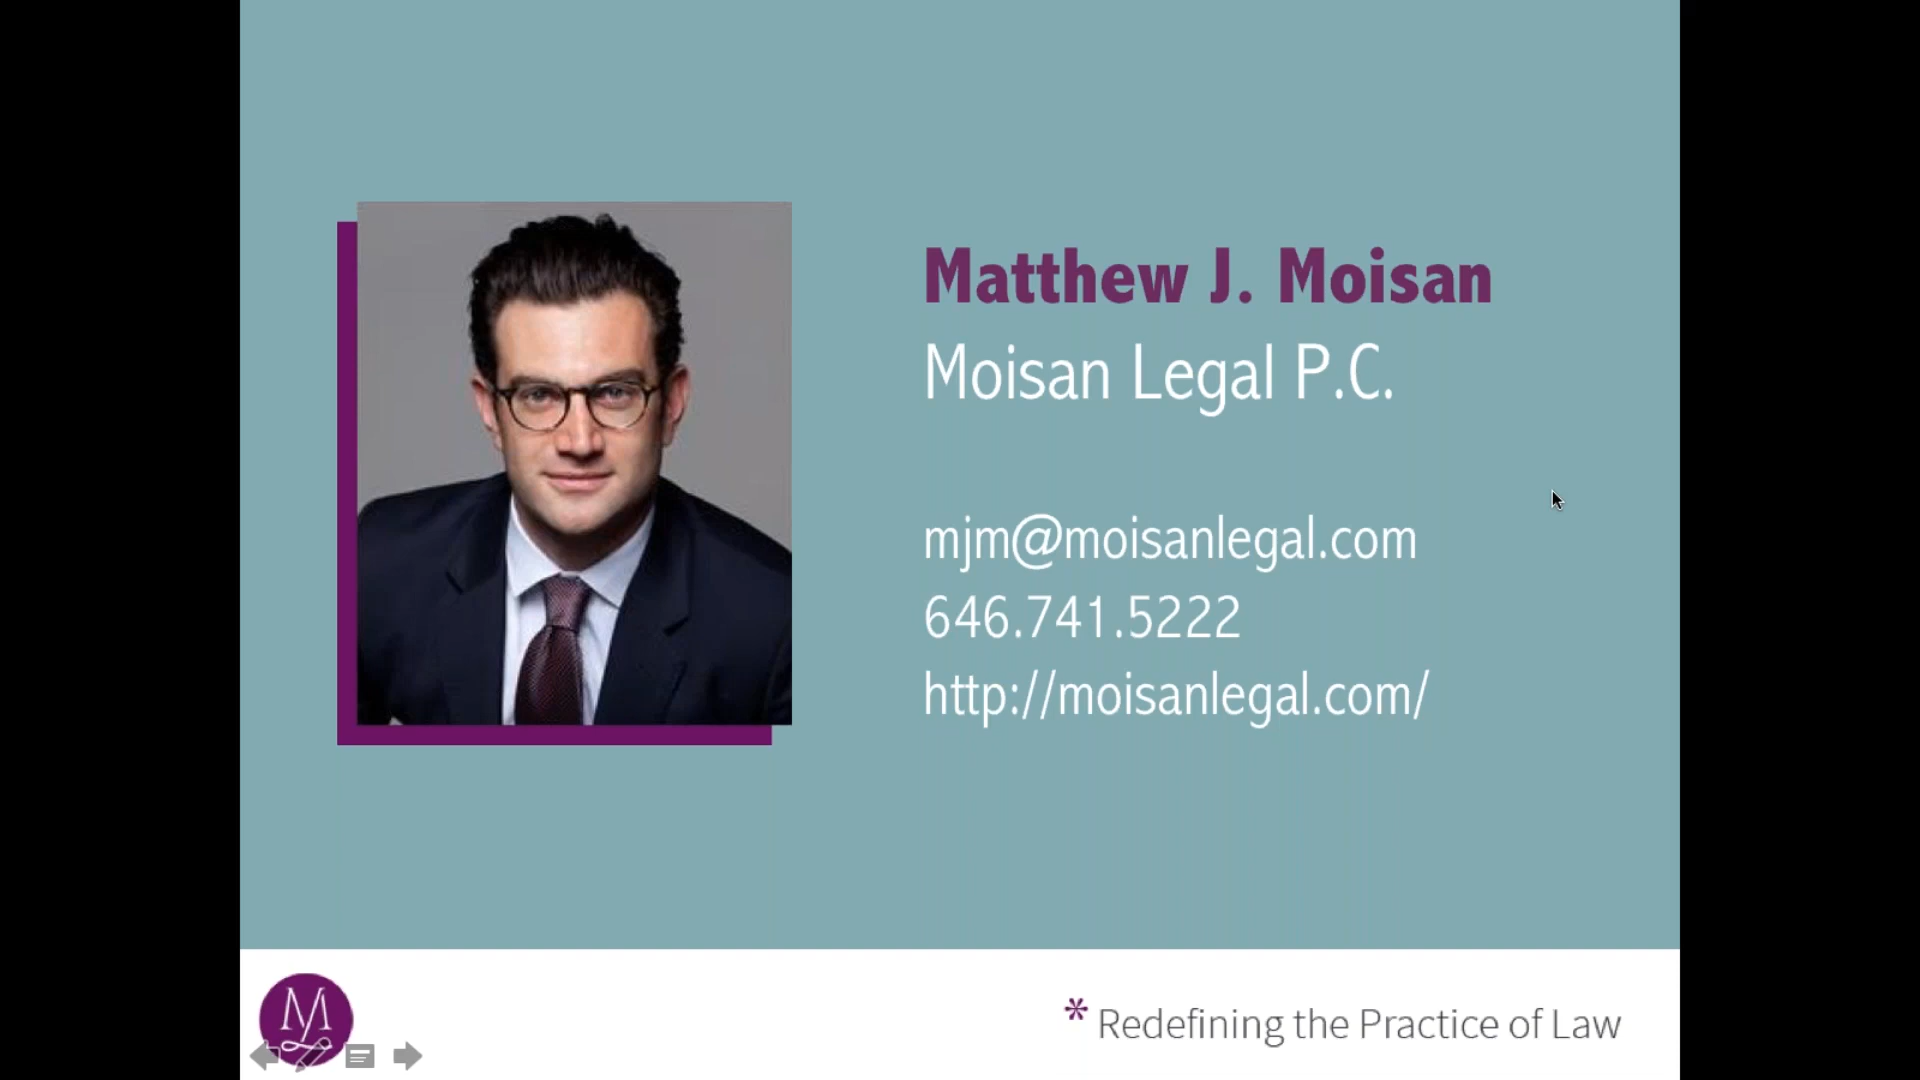 Matthew J. Moisan
Moisan Legal P.C.
mjm@moisanlegal.com
646.741.5222
http://moisanlegal.com/
M
* Redefining the Practice of Law